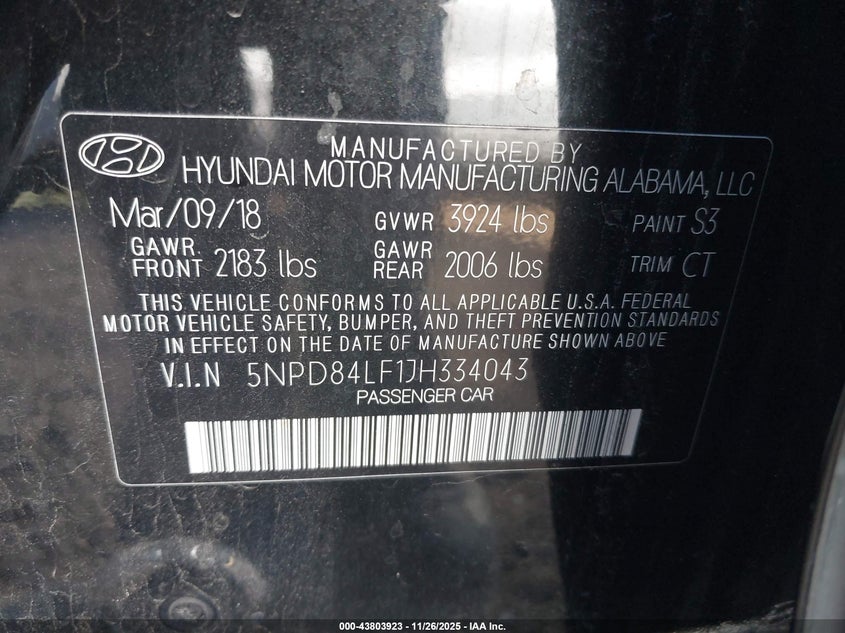 MANUFACTURED BY
HYUNDAI MOTOR MANUFACTURING ALABAMA, LLC
Mar/09/18 GVWR 3924 lbs PAINT S3
GAWR FRONT 2183 lbs GAWR REAR 2006 lbs TRIM CT
THIS VEHICLE CONFORMS TO ALL APPLICABLE U.S.A. FEDERAL
MOTOR VEHICLE SAFETY, BUMPER, AND THEFT PREVENTION STANDARDS
IN EFFECT ON THE DATE OF MANUFACTURE SHOWN ABOVE
V.I.N 5NPD84LF1JH334043
PASSENGER CAR
000-43803923 - 11/26/2025 - IAA Inc.